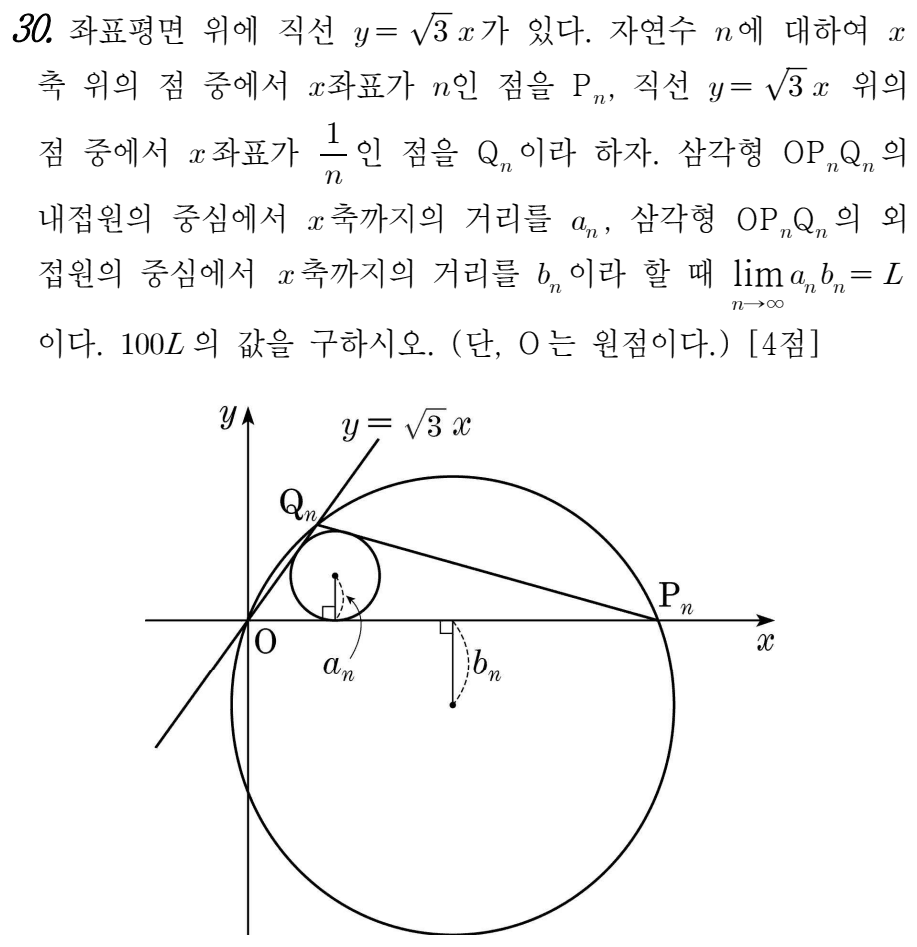 30. 좌표평면 위에 직선 y = √3 x가 있다. 자연수 n에 대하여 x
축 위의 점 중에서 x좌표가 n인 점을 Pₙ, 직선 y = √3 x 위의
점 중에서 x좌표가 1/n인 점을 Qₙ이라 하자. 삼각형 OPₙQₙ의
내접원의 중심에서 x축까지의 거리를 aₙ, 삼각형 OPₙQₙ의 외
접원의 중심에서 x축까지의 거리를 bₙ이라 할 때 lim n→∞ aₙbₙ = L
이다. 100L의 값을 구하시오. (단, O는 원점이다.) [4점]
y
y = √3 x
Qₙ
Pₙ
O
x
aₙ
bₙ